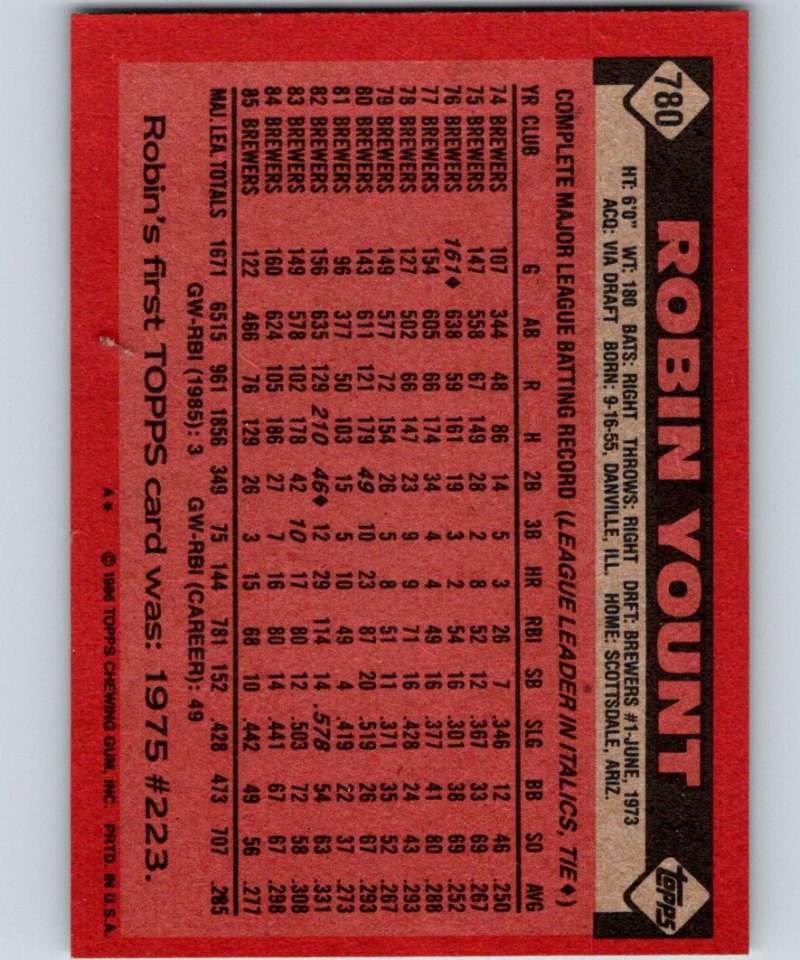 780
ROBIN YOUNT
topps
HT: 6'0" WT: 180 BATS: RIGHT THROWS: RIGHT DRFT: BREWERS #1-JUNE, 1973
ACQ: VIA DRAFT BORN: 9-16-55, DANVILLE, ILL. HOME: SCOTTSDALE, ARIZ.
COMPLETE MAJOR LEAGUE BATTING RECORD (LEAGUE LEADER IN ITALICS, TIE♦)
YR CLUB G AB R H 2B 3B HR RBI SB SLG BB SO AVG
74 BREWERS 107 344 48 86 14 5 3 26 7 .346 12 46 .250
75 BREWERS 147 558 67 149 28 2 8 52 12 .367 33 69 .267
76 BREWERS 161♦ 638 59 161 19 3 2 54 16 .301 38 69 .252
77 BREWERS 154 605 66 174 34 4 4 49 16 .377 41 80 .288
78 BREWERS 127 502 66 147 23 9 9 71 16 .428 24 43 .293
79 BREWERS 149 577 72 154 26 5 8 51 11 .371 35 52 .267
80 BREWERS 143 611 121 179 49 10 23 87 20 .519 26 67 .293
81 BREWERS 96 377 50 103 15 5 10 49 4 .419 22 37 .273
82 BREWERS 156 635 129 210 46♦ 12 29 114 14 .578 54 63 .331
83 BREWERS 149 578 102 178 42 10 17 80 12 .503 72 58 .308
84 BREWERS 160 624 105 186 27 7 16 80 14 .441 67 67 .298
85 BREWERS 122 466 76 129 26 3 15 68 10 .442 49 56 .277
MAJ. LEA. TOTALS 1671 6515 961 1856 349 75 144 781 152 .428 473 707 .285
GW-RBI (1985): 3 GW-RBI (CAREER): 49
Robin's first TOPPS card was: 1975 #223.
A* © 1986 TOPPS CHEWING GUM, INC. PRTD. IN U.S.A.